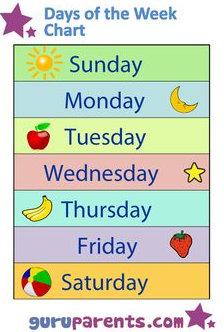 Days of the Week
Chart
Sunday
Monday
Tuesday
Wednesday
Thursday
Friday
Saturday
guruparents.com